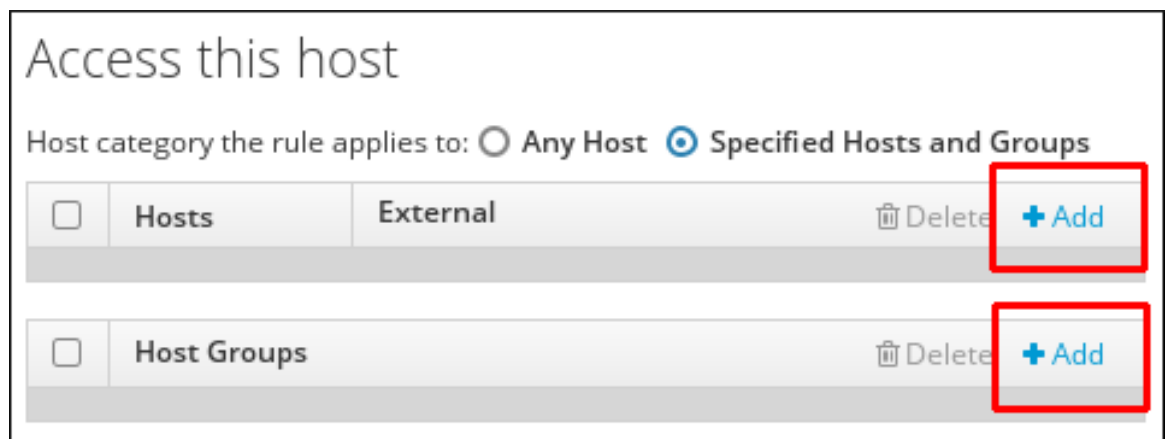 Access this host
Host category the rule applies to: Any Host Specified Hosts and Groups
Hosts External Delete Add
Host Groups Delete Add